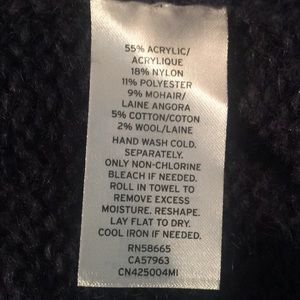 55% ACRYLIC/
ACRYLIQUE
18% NYLON
11% POLYESTER
9% MOHAIR/
LAINE ANGORA
5% COTTON/COTON
2% WOOL/LAINE
HAND WASH COLD.
SEPARATELY.
ONLY NON-CHLORINE
BLEACH IF NEEDED.
ROLL IN TOWEL TO
REMOVE EXCESS
MOISTURE. RESHAPE.
LAY FLAT TO DRY.
COOL IRON IF NEEDED.
RN58665
CA57963
CN425004MI